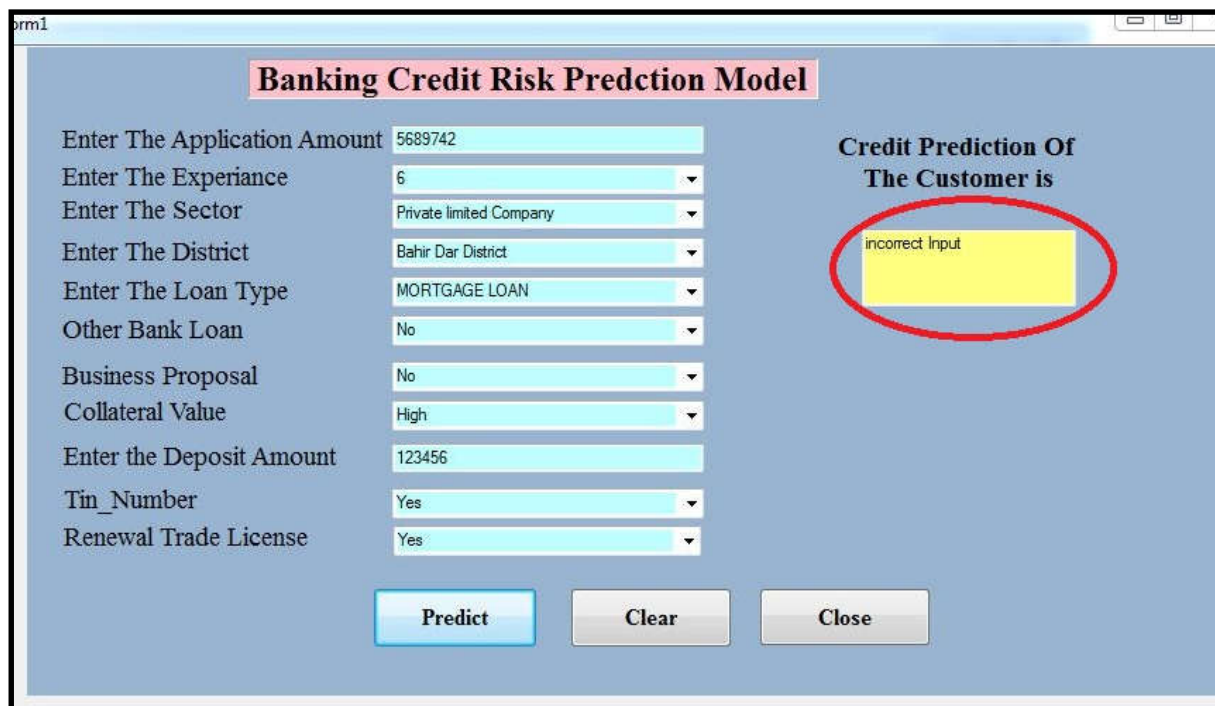 orm1
Banking Credit Risk Predction Model
Enter The Application Amount 5689742
Enter The Experiance 6
Enter The Sector Private limited Company
Enter The District Bahir Dar District
Enter The Loan Type MORTGAGE LOAN
Other Bank Loan No
Business Proposal No
Collateral Value High
Enter the Deposit Amount 123456
Tin_Number Yes
Renewal Trade License Yes
Credit Prediction Of
The Customer is
incorrect Input
Predict Clear Close